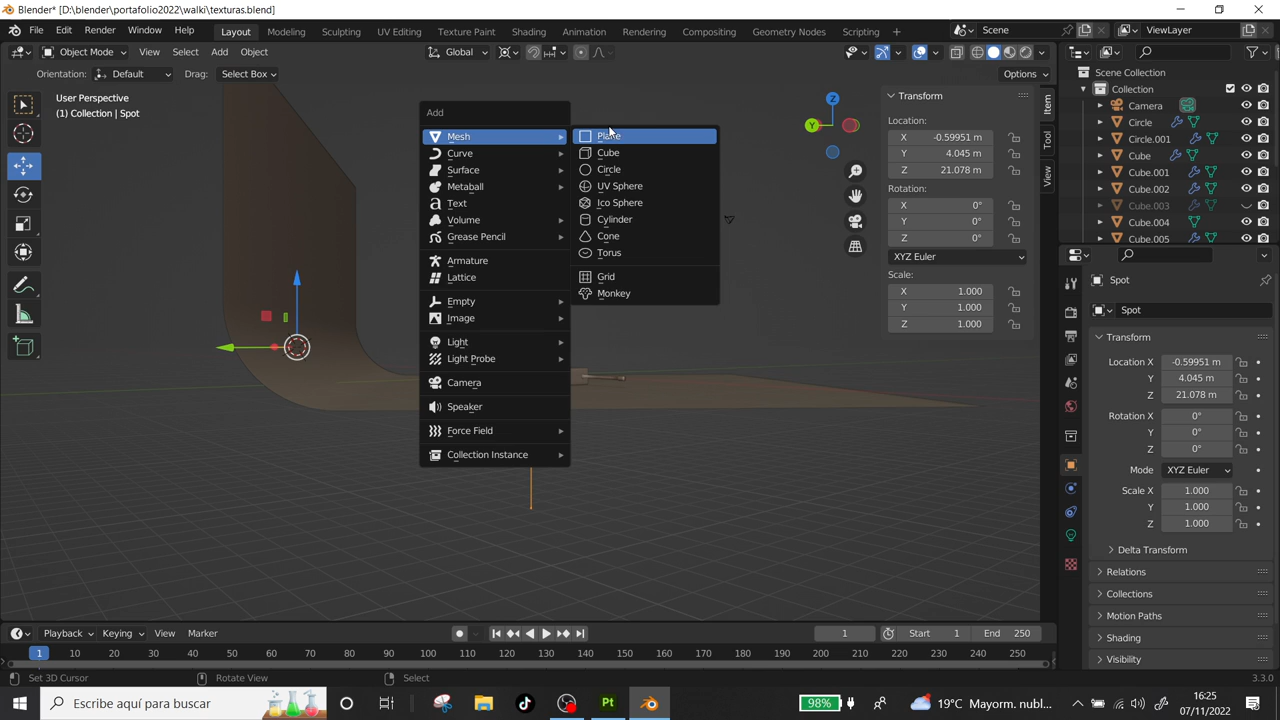 Blender* [D:\blender\portafolio2022\walki\texturas.blend]
File Edit Render Window Help Layout Modeling Sculpting UV Editing Texture Paint Shading Animation Rendering Compositing Geometry Nodes Scripting + Scene ViewLayer
Object Mode View Select Add Object Global
Orientation: Default Drag: Select Box Options
User Perspective
(1) Collection | Spot
Add
Mesh
Curve
Surface
Metaball
Text
Volume
Grease Pencil
Armature
Lattice
Empty
Image
Light
Light Probe
Camera
Speaker
Force Field
Collection Instance
Plane
Cube
Circle
UV Sphere
Ico Sphere
Cylinder
Cone
Torus
Grid
Monkey
Z
Y
Transform
Location:
X -0.59951 m
Y 4.045 m
Z 21.078 m
Rotation:
X 0°
Y 0°
Z 0°
XYZ Euler
Scale:
X 1.000
Y 1.000
Z 1.000
Item
Tool
View
Scene Collection
Collection
Camera
Circle
Circle.001
Cube
Cube.001
Cube.002
Cube.003
Cube.004
Cube.005
Spot
Spot
Transform
Location X -0.59951 m
Y 4.045 m
Z 21.078 m
Rotation X 0°
Y 0°
Z 0°
Mode XYZ Euler
Scale X 1.000
Y 1.000
Z 1.000
Delta Transform
Relations
Collections
Motion Paths
Shading
Visibility
Playback Keying View Marker 1 Start 1 End 250
1 10 20 30 40 50 60 70 80 90 100 110 120 130 140 150 160 170 180 190 200 210 220 230 240 250
Set 3D Cursor Rotate View Select 3.3.0
Escribe aquí para buscar Pt 98% 19°C Mayorm. nubl... 16:25
07/11/2022